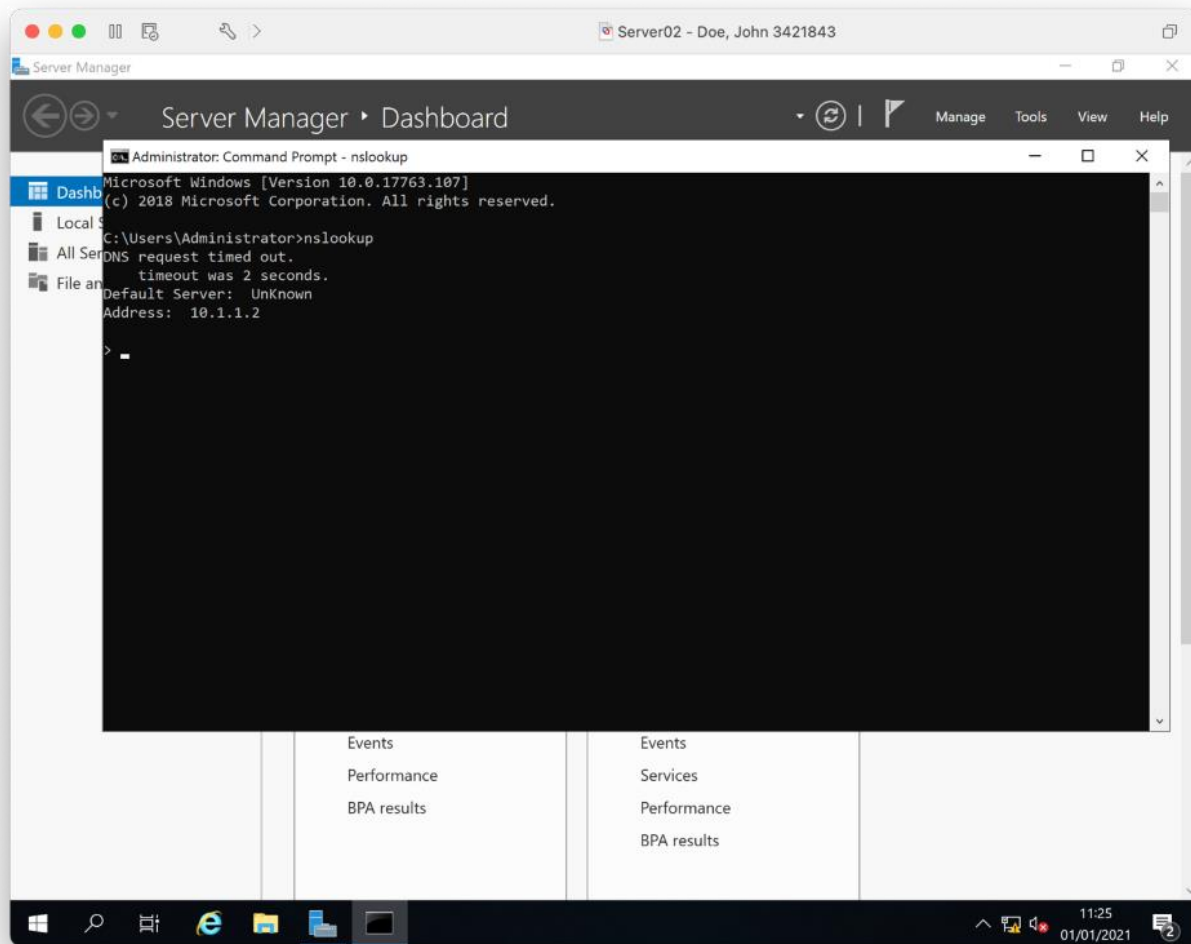 Server02 - Doe, John 3421843
Server Manager
Server Manager • Dashboard
Manage Tools View Help
Administrator: Command Prompt - nslookup
Dashb
Local S
All Ser
File an
Microsoft Windows [Version 10.0.17763.107]
(c) 2018 Microsoft Corporation. All rights reserved.
C:\Users\Administrator>nslookup
DNS request timed out.
timeout was 2 seconds.
Default Server: UnKnown
Address: 10.1.1.2
>
Events
Performance
BPA results
Events
Services
Performance
BPA results
11:25
01/01/2021
2